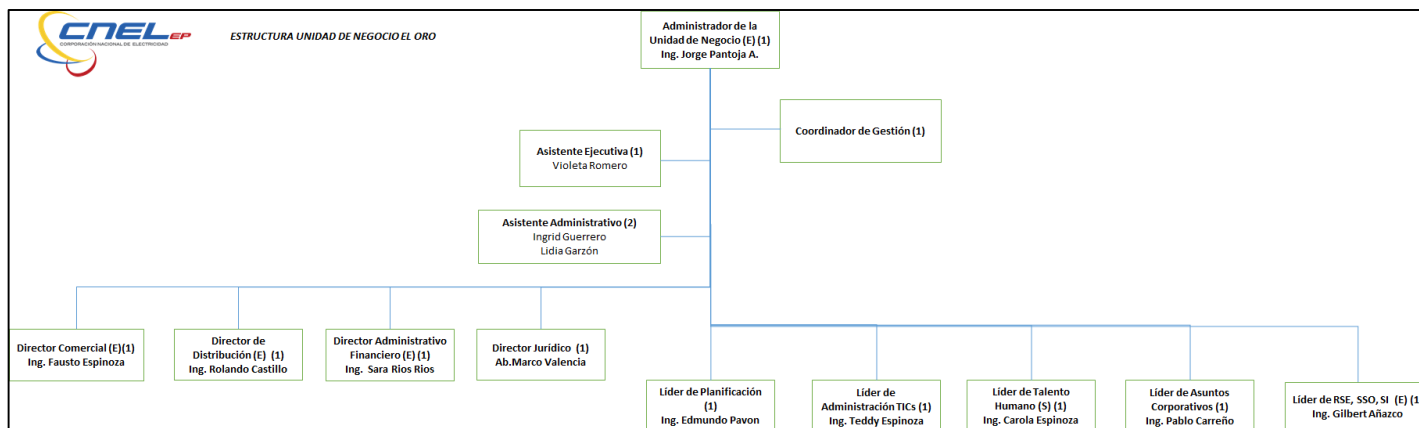 CNEL EP
CORPORACIÓN NACIONAL DE ELECTRICIDAD
ESTRUCTURA UNIDAD DE NEGOCIO EL ORO
Administrador de la
Unidad de Negocio (E) (1)
Ing. Jorge Pantoja A.
Coordinador de Gestión (1)
Asistente Ejecutiva (1)
Violeta Romero
Asistente Administrativo (2)
Ingrid Guerrero
Lidia Garzón
Director Comercial (E)(1)
Ing. Fausto Espinoza
Director de
Distribución (E) (1)
Ing. Rolando Castillo
Director Administrativo
Financiero (E) (1)
Ing. Sara Rios Rios
Director Jurídico (1)
Ab.Marco Valencia
Líder de Planificación
(1)
Ing. Edmundo Pavon
Líder de
Administración TICs (1)
Ing. Teddy Espinoza
Líder de Talento
Humano (S) (1)
Ing. Carola Espinoza
Líder de Asuntos
Corporativos (1)
Ing. Pablo Carreño
Líder de RSE, SSO, SI (E) (1
Ing. Gilbert Añazco